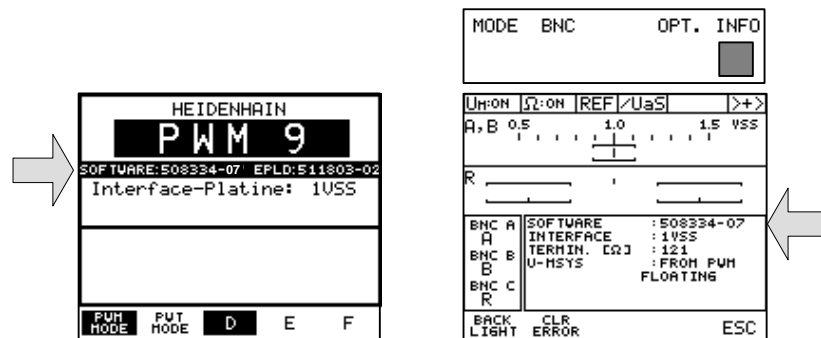 HEIDENHAIN
PWM 9
SOFTWARE:508334-07 EPLD:511803-02
Interface-Platine: 1VSS
PWM MODE PWT MODE D E F
MODE BNC OPT. INFO
UM:ON Ω:ON REF /UaS >+>
A,B 0.5 1.0 1.5 VSS
R
BNC A
A
BNC B
B
BNC C
R
SOFTWARE :508334-07
INTERFACE :1VSS
TERMIN. [Ω] :121
U-MSYS :FROM PWM
FLOATING
BACK LIGHT CLR ERROR ESC